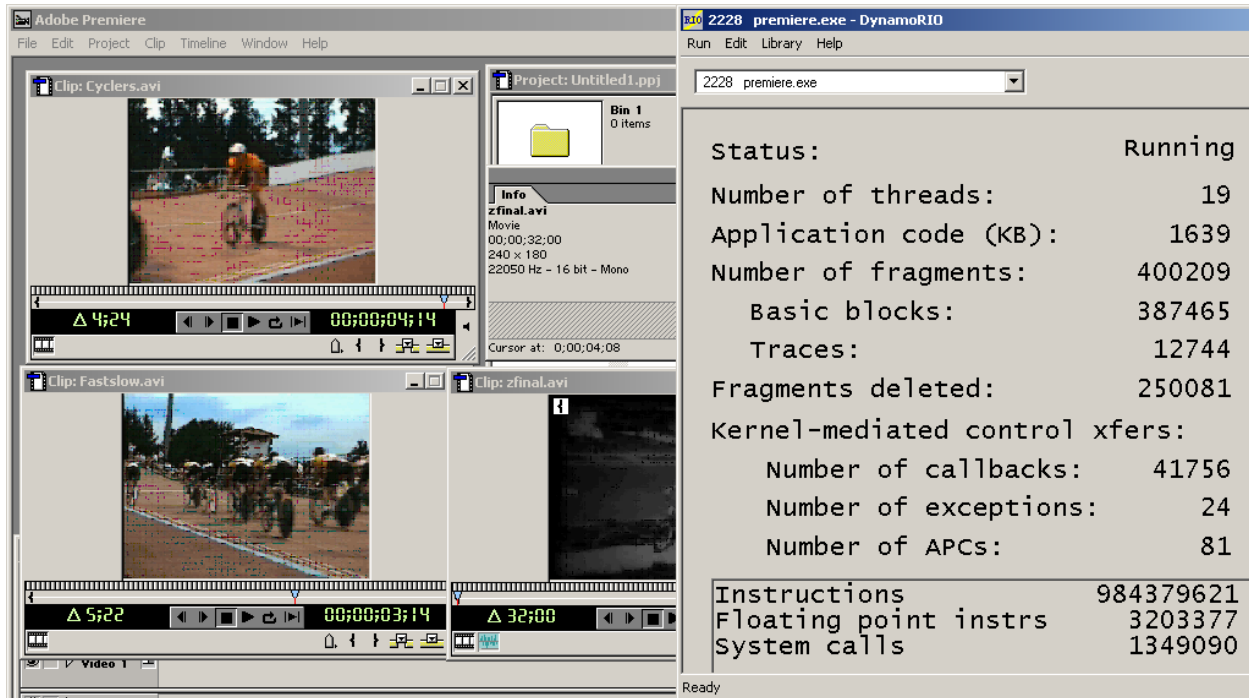 Adobe Premiere
File Edit Project Clip Timeline Window Help
Clip: Cyclers.avi
Δ 4;24
00;00;04;14
Project: Untitled1.ppj
Bin 1
0 items
Info
zfinal.avi
Movie
00;00;32;00
240 x 180
22050 Hz - 16 bit - Mono
Cursor at: 0;00;04;08
Clip: Fastslow.avi
Δ 5;22
00;00;03;14
Clip: zfinal.avi
Δ 32;00
Video 1
RIO 2228 premiere.exe - DynamoRIO
Run Edit Library Help
2228 premiere.exe
Status: Running
Number of threads: 19
Application code (KB): 1639
Number of fragments: 400209
Basic blocks: 387465
Traces: 12744
Fragments deleted: 250081
Kernel-mediated control xfers:
Number of callbacks: 41756
Number of exceptions: 24
Number of APCs: 81
Instructions 984379621
Floating point instrs 3203377
System calls 1349090
Ready